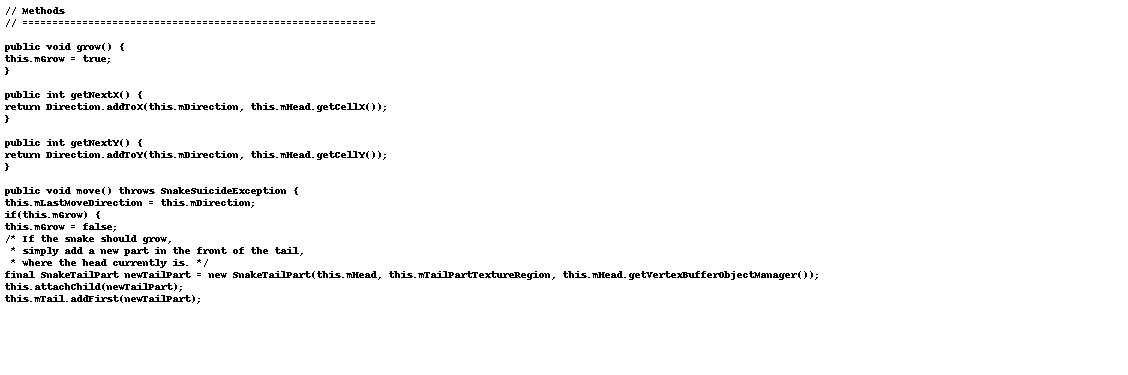 // Methods
// ===========================================================
public void grow() {
this.mGrow = true;
}
public int getNextX() {
return Direction.addToX(this.mDirection, this.mHead.getCellX());
}
public int getNextY() {
return Direction.addToY(this.mDirection, this.mHead.getCellY());
}
public void move() throws SnakeSuicideException {
this.mLastMoveDirection = this.mDirection;
if(this.mGrow) {
this.mGrow = false;
/* If the snake should grow,
* simply add a new part in the front of the tail,
* where the head currently is. */
final SnakeTailPart newTailPart = new SnakeTailPart(this.mHead, this.mTailPartTextureRegion, this.mHead.getVertexBufferObjectManager());
this.attachChild(newTailPart);
this.mTail.addFirst(newTailPart);